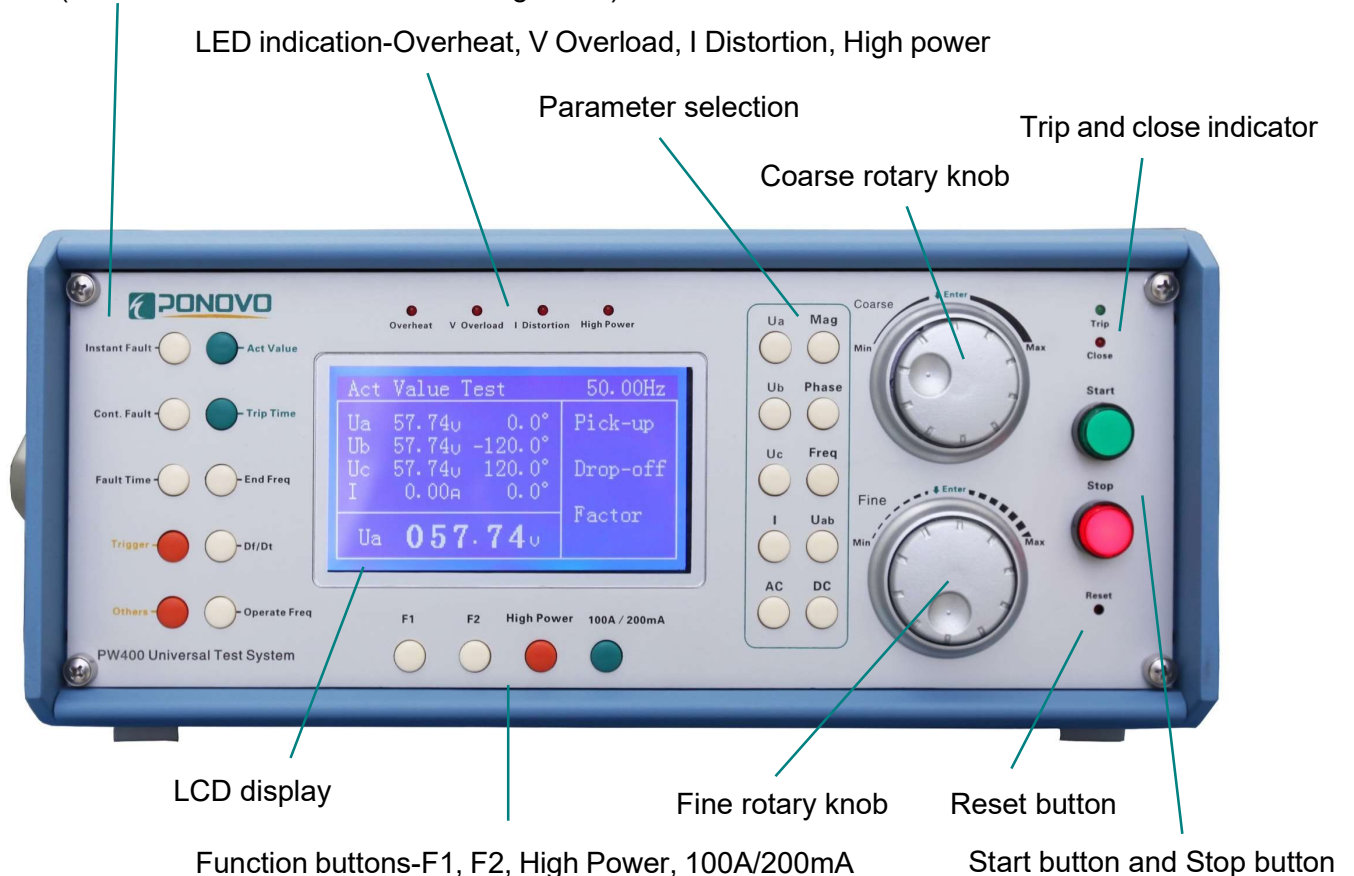 LED indication-Overheat, V Overload, I Distortion, High power
Parameter selection
Trip and close indicator
Coarse rotary knob
PONOVO
Overheat V Overload I Distortion High Power
Instant Fault Act Value
Cont. Fault Trip Time
Fault Time End Freq
Trigger Df/Dt
Others Operate Freq
PW400 Universal Test System
Act Value Test 50.00Hz
Ua 57.74v 0.0° Pick-up
Ub 57.74v -120.0°
Uc 57.74v 120.0° Drop-off
I 0.00A 0.0°
Factor
Ua 057.74v
F1 F2 High Power 100A / 200mA
Ua Mag
Ub Phase
Uc Freq
I Uab
AC DC
Coarse
Enter
Min Max
Fine
Enter
Min Max
Trip
Close
Start
Stop
Reset
LCD display
Fine rotary knob
Reset button
Function buttons-F1, F2, High Power, 100A/200mA
Start button and Stop button